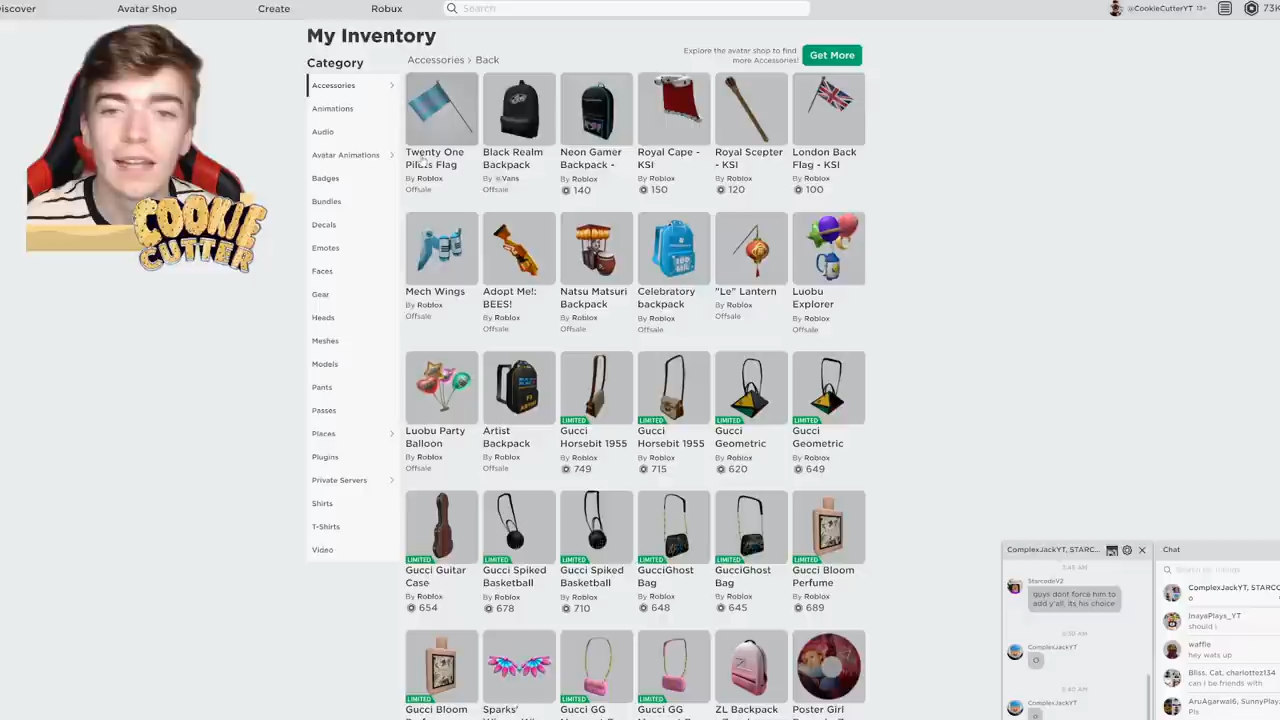 iscover
Avatar Shop
Create
Robux
Search
@CookieCutterYT 13+
73K
My Inventory
Category
Accessories › Back
Explore the avatar shop to find
more Accessories!
Get More
Accessories
Animations
Audio
Avatar Animations
Badges
Bundles
Decals
Emotes
Faces
Gear
Heads
Meshes
Models
Pants
Passes
Places
Plugins
Private Servers
Shirts
T-Shirts
Video
COOKIE
CUTTER
Twenty One
Pilots Flag
By Roblox
Offsale
Black Realm
Backpack
By @Vans
Offsale
Neon Gamer
Backpack -
By Roblox
140
Royal Cape -
KSI
By Roblox
150
Royal Scepter
- KSI
By Roblox
120
London Back
Flag - KSI
By Roblox
100
Mech Wings
By Roblox
Offsale
Adopt Me!:
BEES!
By Roblox
Offsale
Natsu Matsuri
Backpack
By Roblox
Offsale
Celebratory
backpack
By Roblox
Offsale
"Le" Lantern
By Roblox
Offsale
Luobu
Explorer
By Roblox
Offsale
Luobu Party
Balloon
By Roblox
Offsale
Artist
Backpack
By Roblox
Offsale
LIMITED
Gucci
Horsebit 1955
By Roblox
749
LIMITED
Gucci
Horsebit 1955
By Roblox
715
LIMITED
Gucci
Geometric
By Roblox
620
LIMITED
Gucci
Geometric
By Roblox
649
LIMITED
Gucci Guitar
Case
By Roblox
654
LIMITED
Gucci Spiked
Basketball
By Roblox
678
LIMITED
Gucci Spiked
Basketball
By Roblox
710
LIMITED
GucciGhost
Bag
By Roblox
648
LIMITED
GucciGhost
Bag
By Roblox
645
LIMITED
Gucci Bloom
Perfume
By Roblox
689
LIMITED
Gucci Bloom
Sparks'
LIMITED
Gucci GG
LIMITED
Gucci GG
ZL Backpack
Poster Girl
ComplexJackYT, STARC...
3:45 AM
StarcodeV2
guys dont force him to
add y'all, its his choice
ComplexJackYT
O
5:40 AM
ComplexJackYT
Chat
ComplexJackYT, STARCO
o
InayaPlays_YT
should i
waffle
hey wats up
Bliss, Cat, charlottez134
can i be friends with
AruAgarwal6, SunnyPlay
Pls